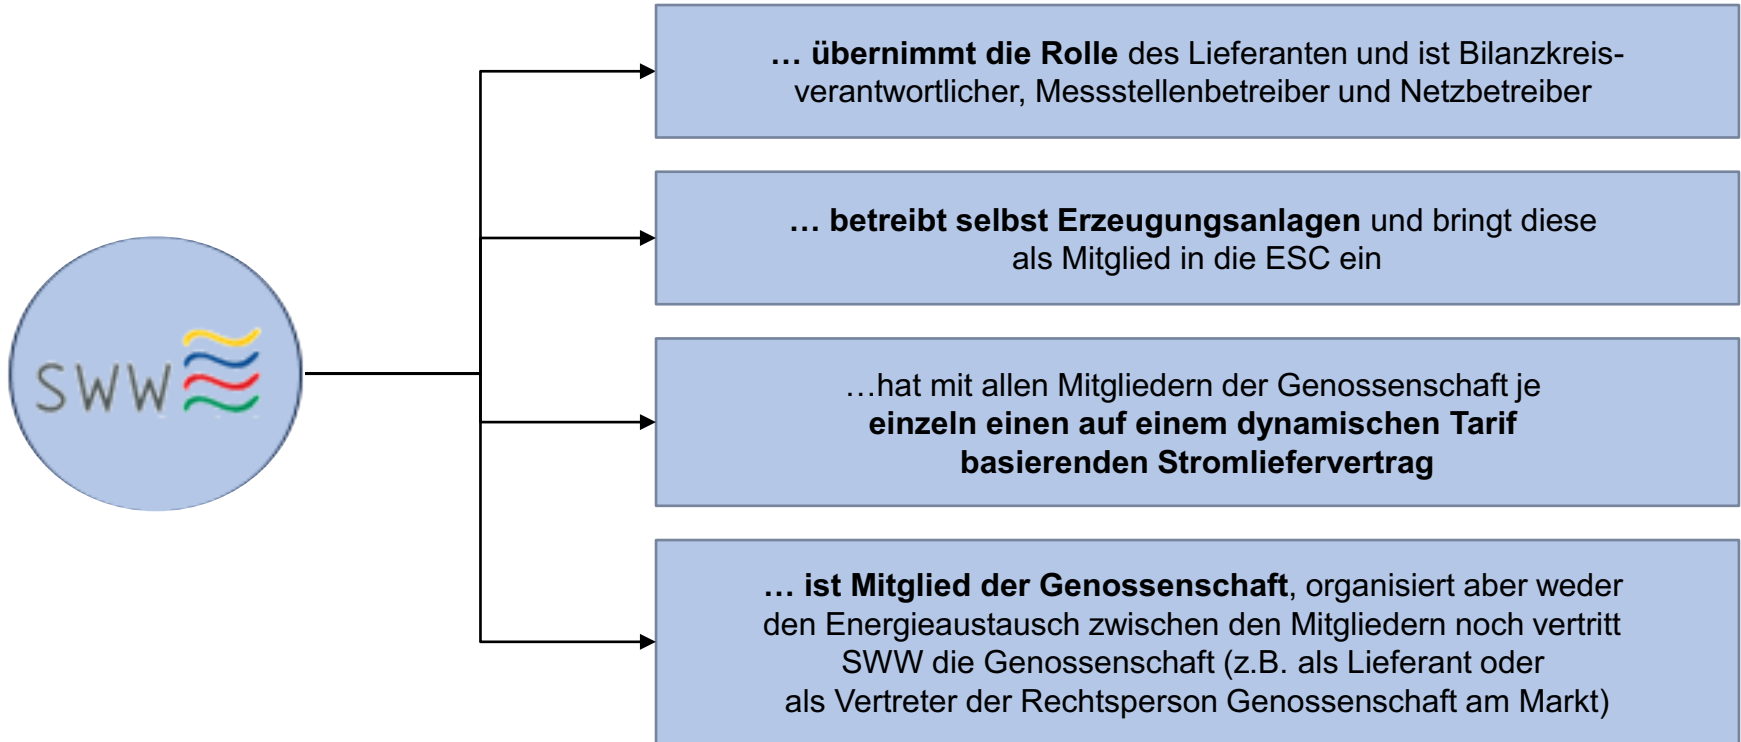 … übernimmt die Rolle des Lieferanten und ist Bilanzkreis-
verantwortlicher, Messstellenbetreiber und Netzbetreiber
… betreibt selbst Erzeugungsanlagen und bringt diese
als Mitglied in die ESC ein
SWW
…hat mit allen Mitgliedern der Genossenschaft je
einzeln einen auf einem dynamischen Tarif
basierenden Stromliefervertrag
… ist Mitglied der Genossenschaft, organisiert aber weder
den Energieaustausch zwischen den Mitgliedern noch vertritt
SWW die Genossenschaft (z.B. als Lieferant oder
als Vertreter der Rechtsperson Genossenschaft am Markt)